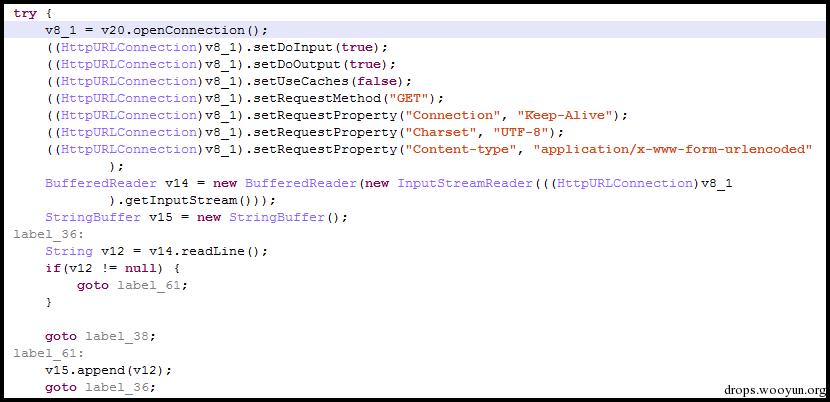 try {
    v8_1 = v20.openConnection();
    ((HttpURLConnection)v8_1).setDoInput(true);
    ((HttpURLConnection)v8_1).setDoOutput(true);
    ((HttpURLConnection)v8_1).setUseCaches(false);
    ((HttpURLConnection)v8_1).setRequestMethod("GET");
    ((HttpURLConnection)v8_1).setRequestProperty("Connection", "Keep-Alive");
    ((HttpURLConnection)v8_1).setRequestProperty("Charset", "UTF-8");
    ((HttpURLConnection)v8_1).setRequestProperty("Content-type", "application/x-www-form-urlencoded"
            );
    BufferedReader v14 = new BufferedReader(new InputStreamReader(((HttpURLConnection)v8_1
            ).getInputStream()));
    StringBuffer v15 = new StringBuffer();
label_36:
    String v12 = v14.readLine();
    if(v12 != null) {
        goto label_61;
    }
    goto label_38;
label_61:
    v15.append(v12);
    goto label_36;
drops.wooyun.org